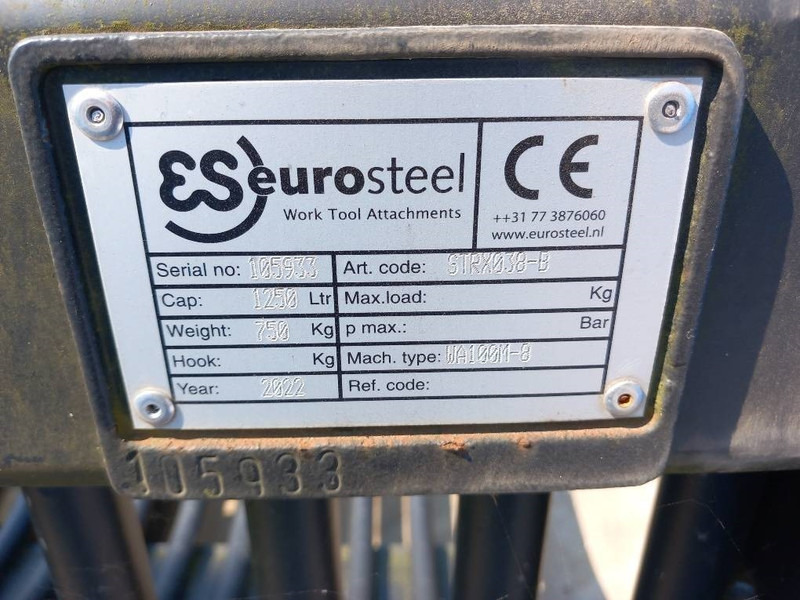 ES eurosteel
Work Tool Attachments
CE
++31 77 3876060
www.eurosteel.nl
Serial no: 105933 Art. code: STRX038-B
Cap: 1250 Ltr Max.load: Kg
Weight: 750 Kg p max.: Bar
Hook: Kg Mach. type: WA100M-8
Year: 2022 Ref. code:
105933